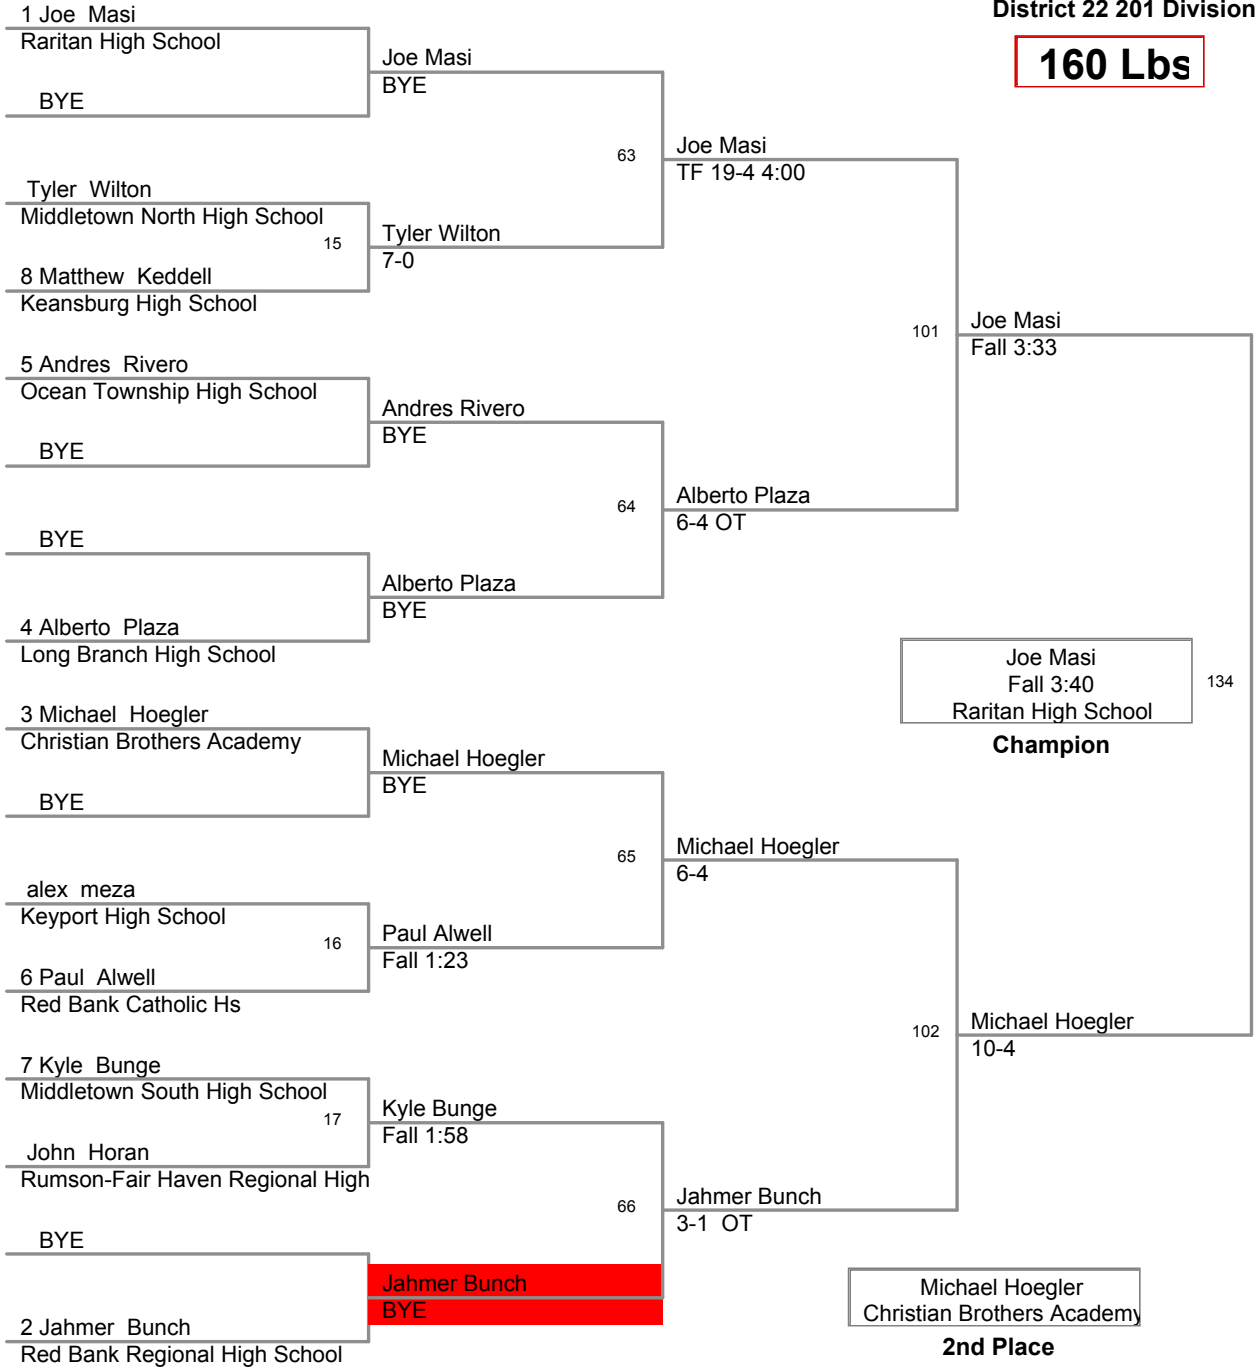 District 22 201 Division
160 Lbs
1 Joe Masi
Raritan High School
BYE
Tyler Wilton
Middletown North High School
15
8 Matthew Keddell
Keansburg High School
5 Andres Rivero
Ocean Township High School
BYE
BYE
4 Alberto Plaza
Long Branch High School
3 Michael Hoegler
Christian Brothers Academy
BYE
alex meza
Keyport High School
16
6 Paul Alwell
Red Bank Catholic Hs
7 Kyle Bunge
Middletown South High School
17
John Horan
Rumson-Fair Haven Regional High
BYE
2 Jahmer Bunch
Red Bank Regional High School
Joe Masi
BYE
63
Tyler Wilton
7-0
Andres Rivero
BYE
64
Alberto Plaza
BYE
Michael Hoegler
BYE
65
Paul Alwell
Fall 1:23
Kyle Bunge
Fall 1:58
66
Jahmer Bunch
BYE
Joe Masi
TF 19-4 4:00
101
Alberto Plaza
6-4 OT
Michael Hoegler
6-4
102
Jahmer Bunch
3-1 OT
Joe Masi
Fall 3:33
134
Michael Hoegler
10-4
Joe Masi
Fall 3:40
Raritan High School
Champion
Michael Hoegler
Christian Brothers Academy
2nd Place